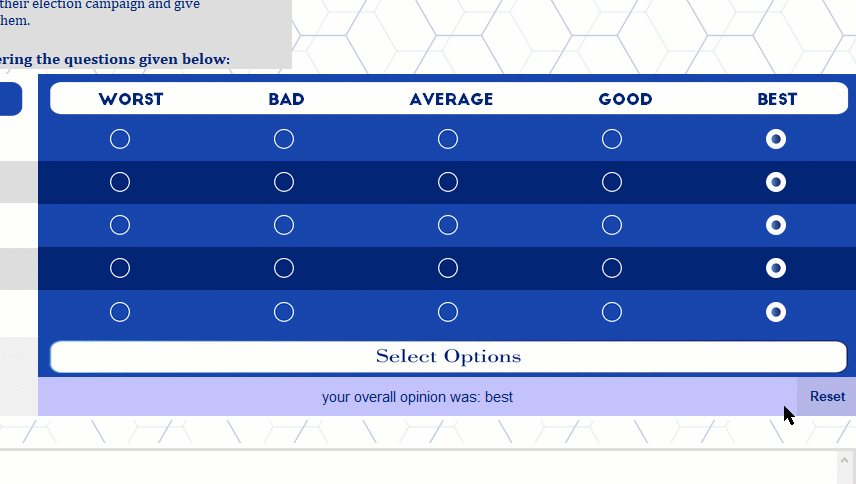 their election campaign and give
them.
ering the questions given below:
WORST BAD AVERAGE GOOD BEST
Select Options
your overall opinion was: best Reset